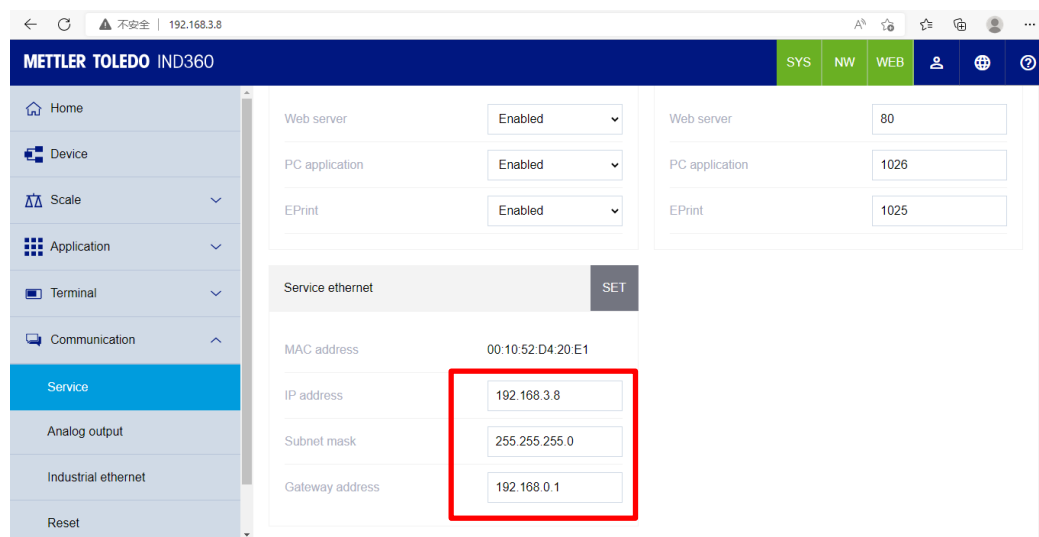 不安全 | 192.168.3.8
METTLER TOLEDO IND360
SYS NW WEB
Home
Device
Scale
Application
Terminal
Communication
Service
Analog output
Industrial ethernet
Reset
Web server Enabled
PC application Enabled
EPrint Enabled
Web server 80
PC application 1026
EPrint 1025
Service ethernet SET
MAC address 00:10:52:D4:20:E1
IP address 192.168.3.8
Subnet mask 255.255.255.0
Gateway address 192.168.0.1